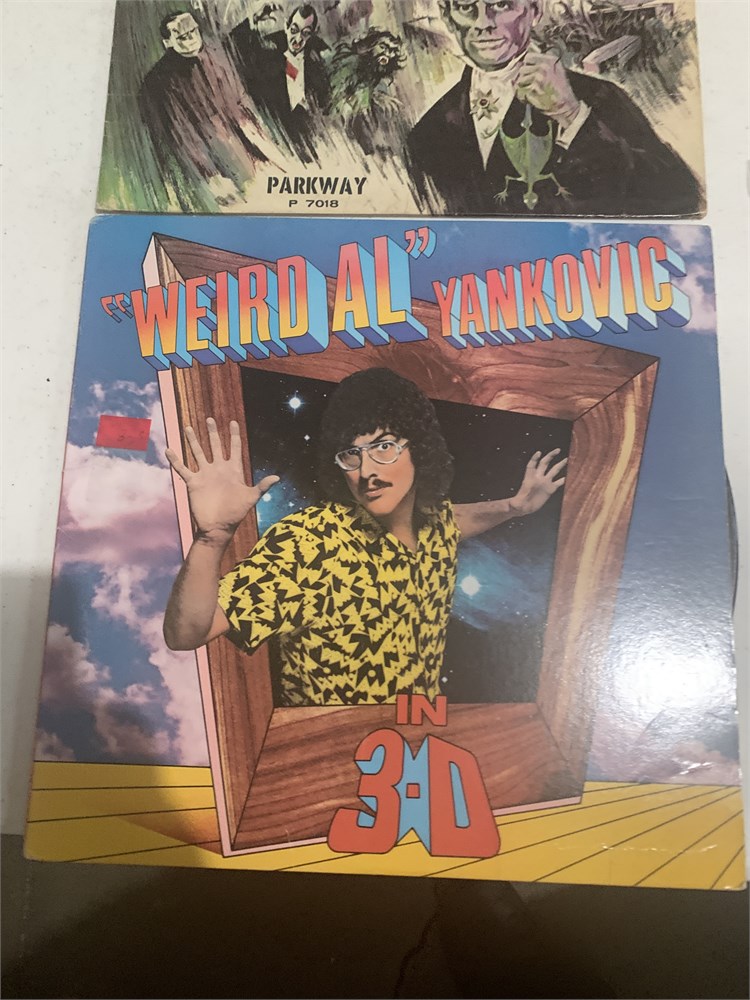 PARKWAY
P 7018
"WEIRD AL" YANKOVIC
IN
3-D